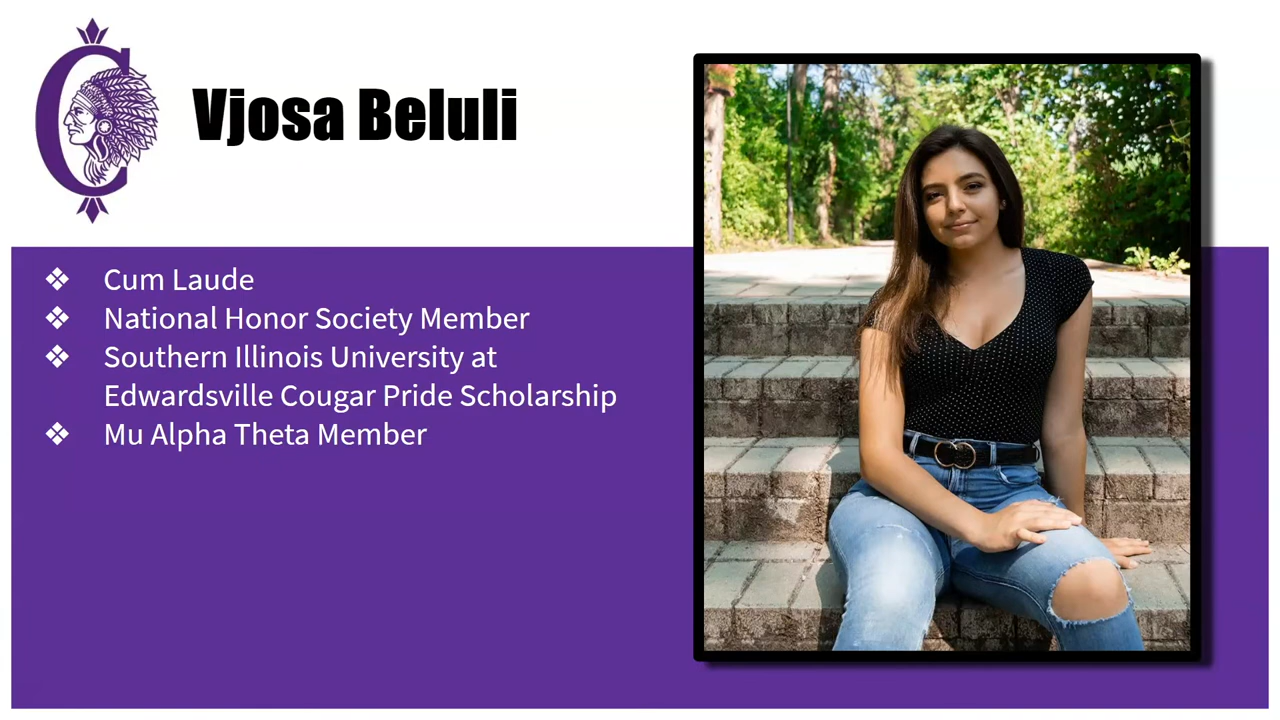 Vjosa Beluli
❖ Cum Laude
❖ National Honor Society Member
❖ Southern Illinois University at
Edwardsville Cougar Pride Scholarship
❖ Mu Alpha Theta Member